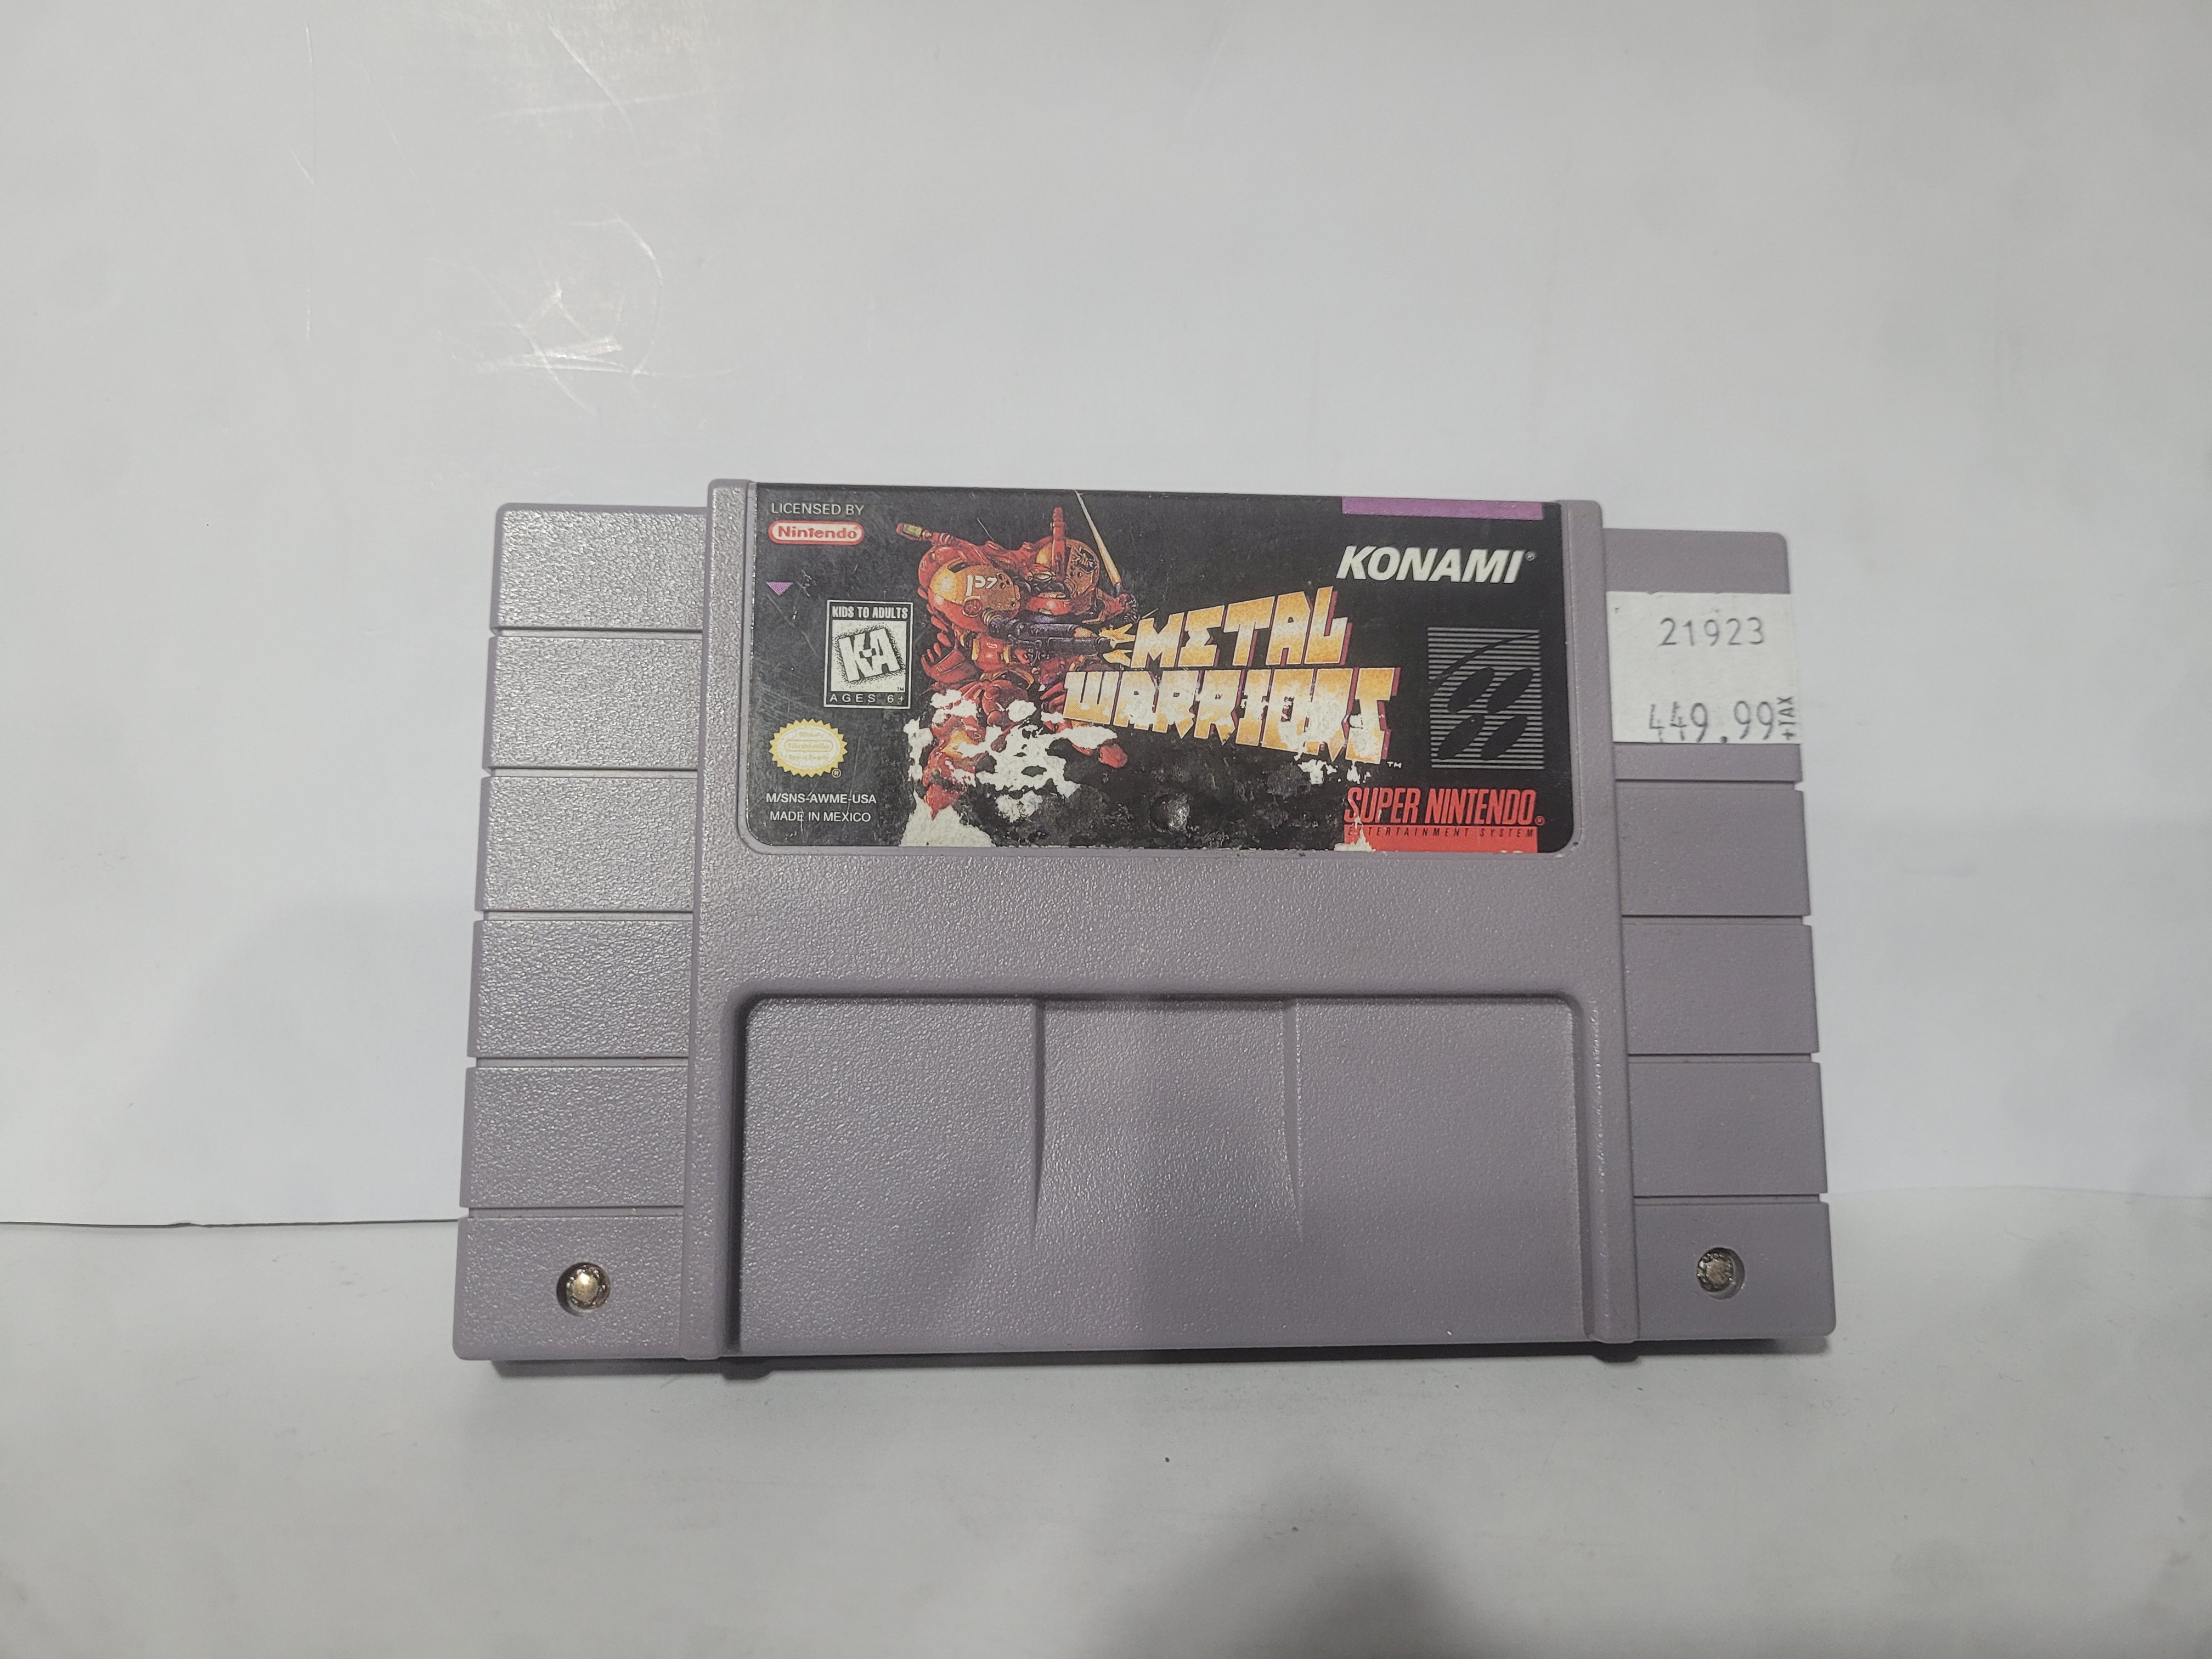 LICENSED BY
Nintendo
KONAMI®
KIDS TO ADULTS
K-A
AGES 6+
METAL
WARRIORS™
M/SNS-AWME-USA
MADE IN MEXICO
SUPER NINTENDO®
ENTERTAINMENT SYSTEM
21923
449.99
+TAX